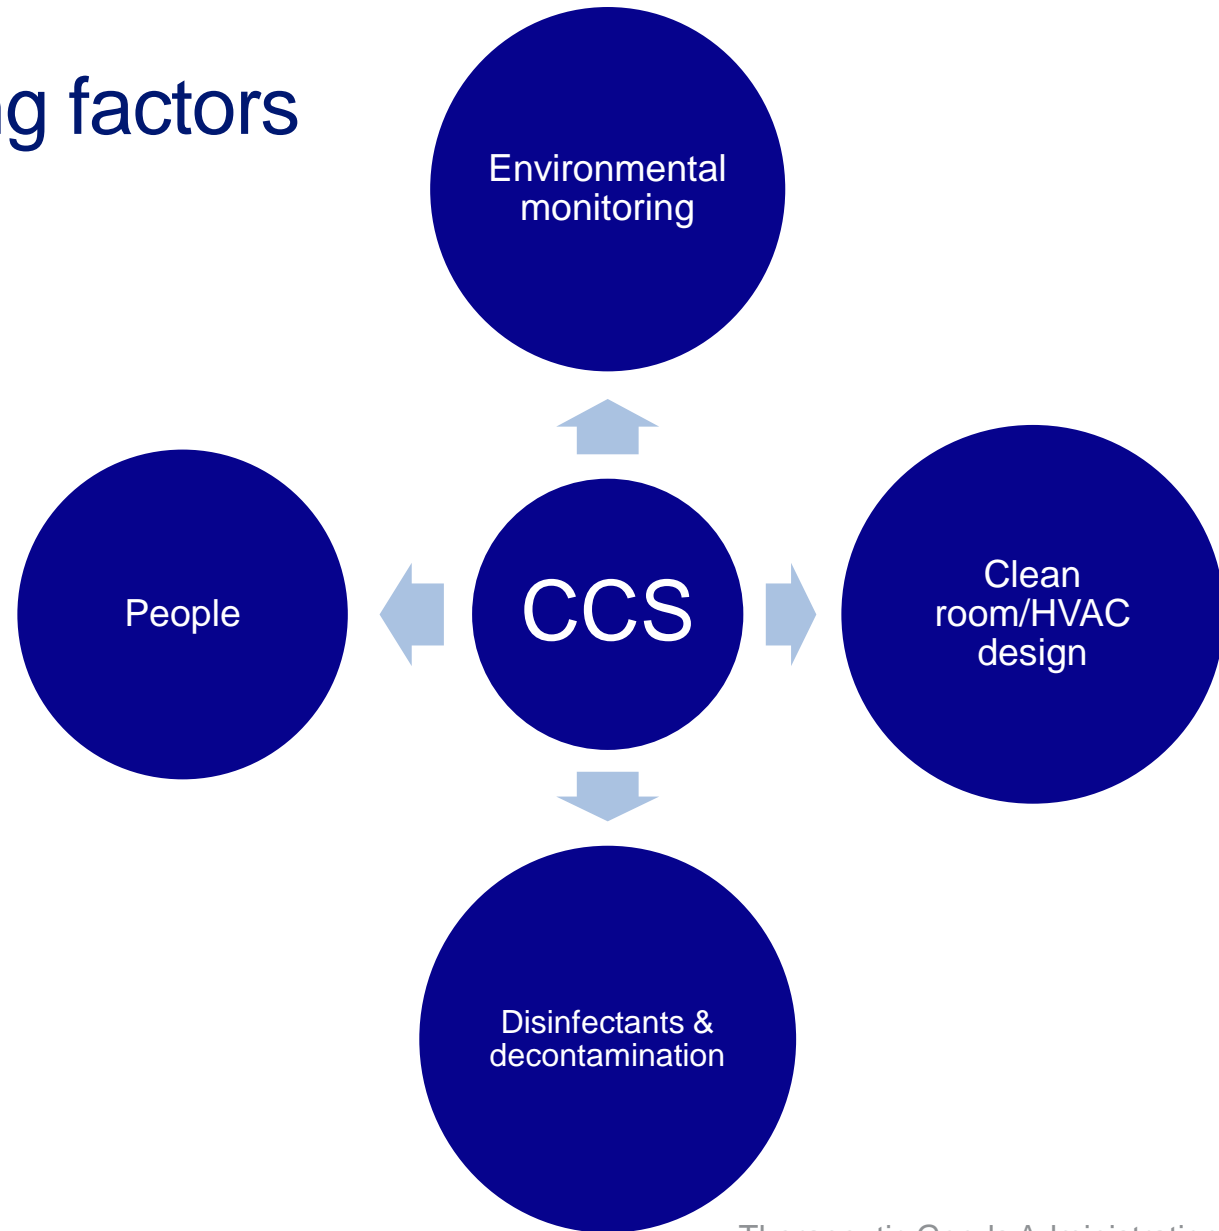 factors
Environmental
monitoring
People
CCS
Clean
room/HVAC
design
Disinfectants &
decontamination